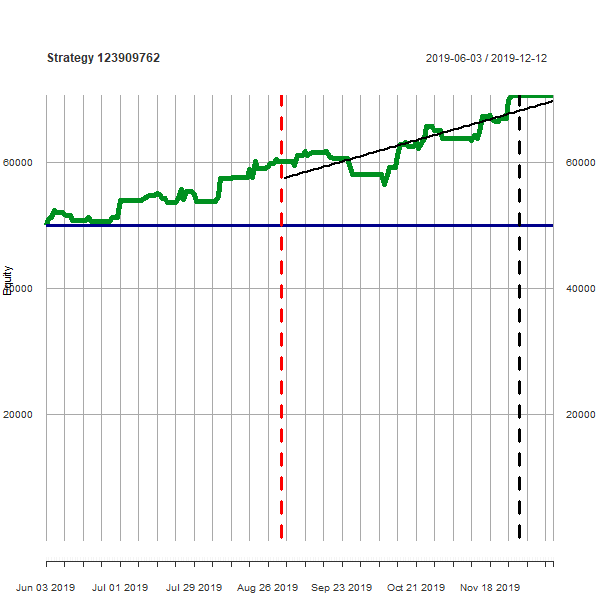 Strategy 123909762
2019-06-03 / 2019-12-12
60000
60000
Equity
40000
40000
20000
20000
Jun 03 2019
Jul 01 2019
Jul 29 2019
Aug 26 2019
Sep 23 2019
Oct 21 2019
Nov 18 2019